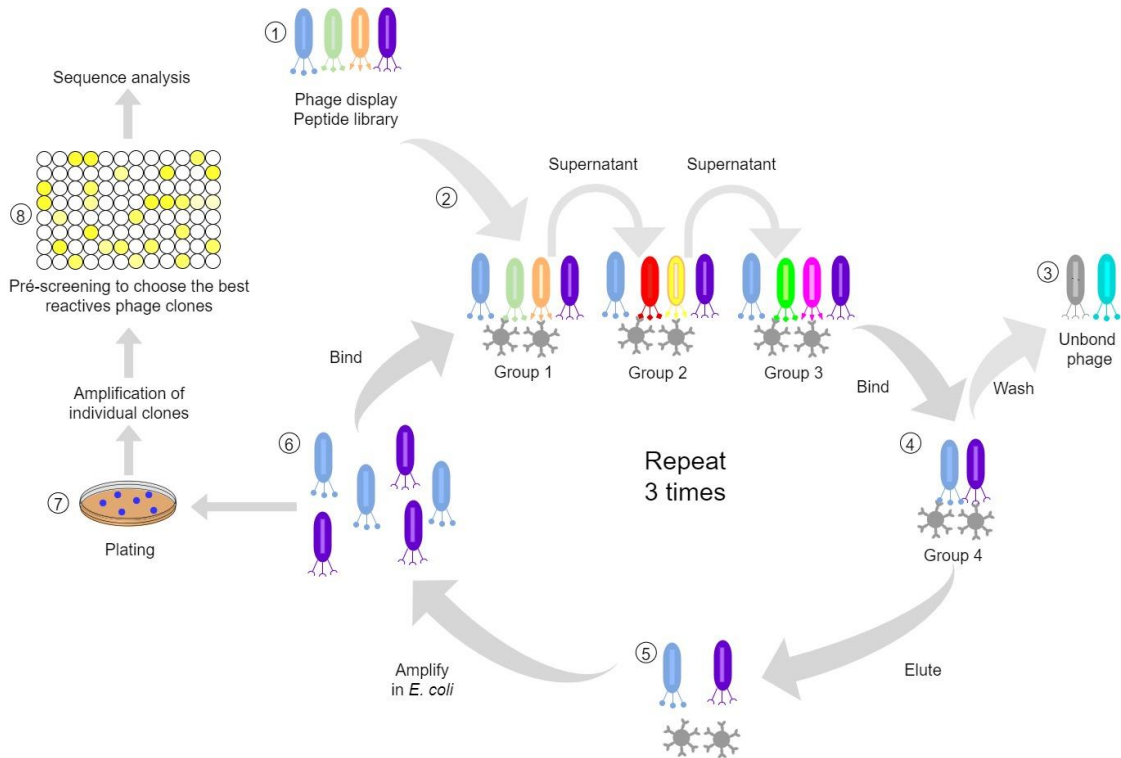 ①
Phage display
Peptide library
②
Supernatant
Supernatant
Group 1
Group 2
Group 3
Bind
③
Unbond
phage
Wash
④
Group 4
Elute
⑤
Amplify
in E. coli
⑥
Bind
Repeat
3 times
⑦
Plating
Amplification of
individual clones
⑧
Pré-screening to choose the best
reactives phage clones
Sequence analysis